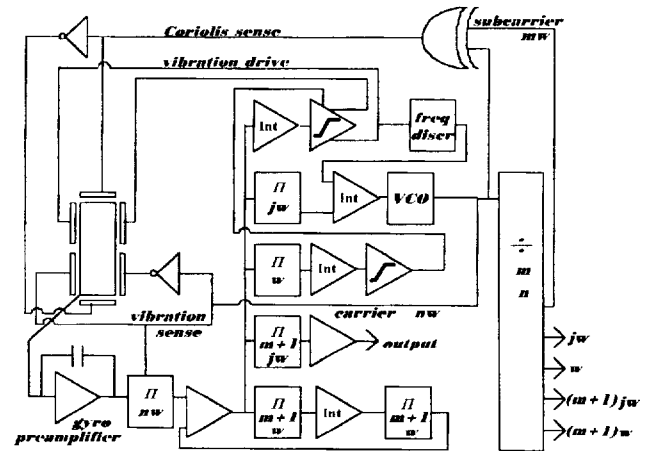 subcarrier
Coriolis sense
mw
vibration drive
Int
freq
discr
Π
jw
Int
VCO
÷
m
n
Π
w
Int
carrier nw
vibration
sense
Π
m+1
jw
output
jw
w
(m+1)jw
(m+1)w
Π
nw
Π
m+1
w
Int
Π
m+1
w
gyro
preamplifier